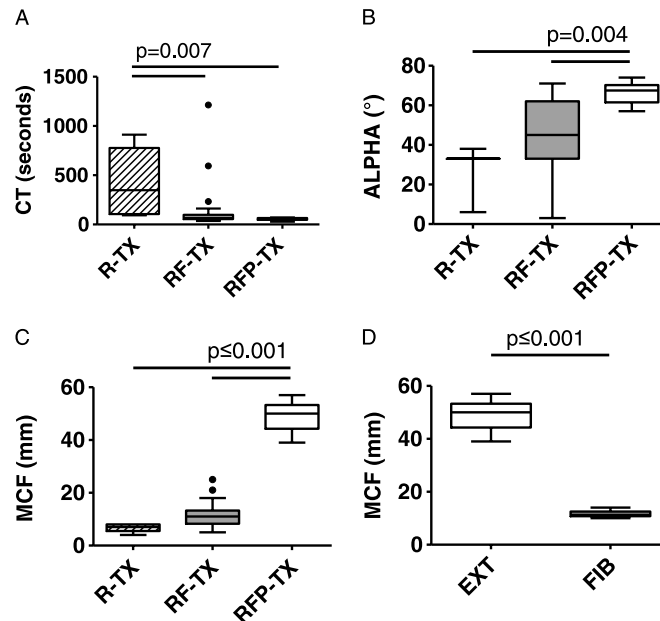 A
p=0.007
1500
1000
500
0
CT (seconds)
R-TX
RF-TX
RFP-TX
B
p=0.004
80
60
40
20
0
ALPHA (°)
R-TX
RF-TX
RFP-TX
C
p≤0.001
60
40
20
0
MCF (mm)
R-TX
RF-TX
RFP-TX
D
p≤0.001
60
40
20
0
MCF (mm)
EXT
FIB